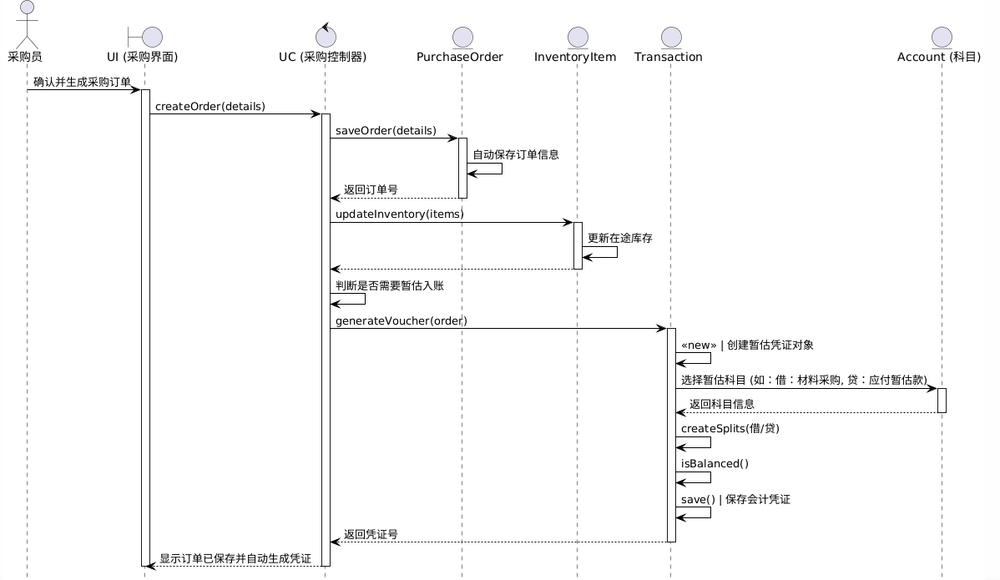 采购员
UI (采购界面)
UC (采购控制器)
PurchaseOrder
InventoryItem
Transaction
Account (科目)
确认并生成采购订单
createOrder(details)
saveOrder(details)
自动保存订单信息
返回订单号
updateInventory(items)
更新在途库存
判断是否需要暂估入账
generateVoucher(order)
«new» | 创建暂估凭证对象
选择暂估科目 (如：借：材料采购, 贷：应付暂估款)
返回科目信息
createSplits(借/贷)
isBalanced()
save() | 保存会计凭证
返回凭证号
显示订单已保存并自动生成凭证